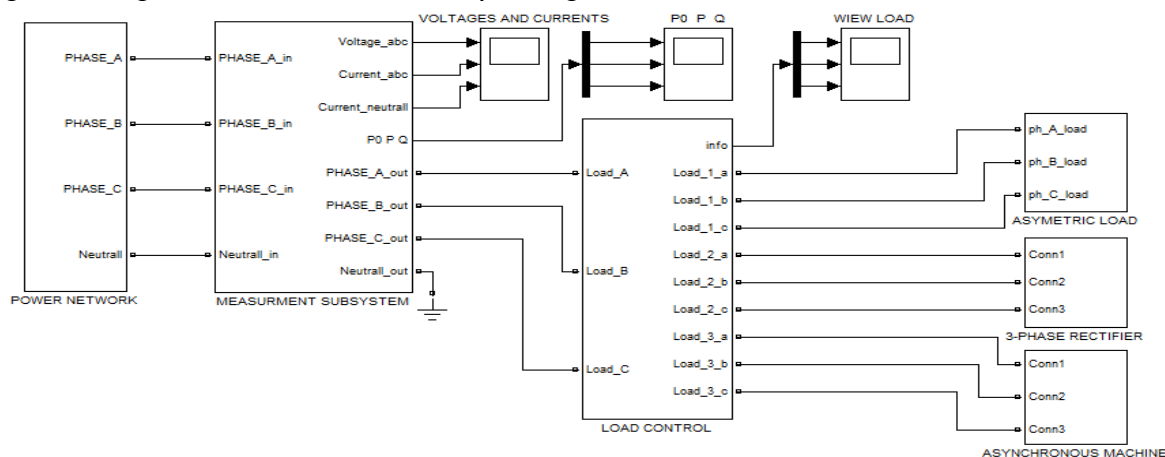 VOLTAGES AND CURRENTS
P0 P Q
WIEW LOAD
PHASE_A
PHASE_B
PHASE_C
Neutrall
POWER NETWORK
PHASE_A_in
PHASE_B_in
PHASE_C_in
Neutrall_in
Voltage_abc
Current_abc
Current_neutrall
P0 P Q
PHASE_A_out
PHASE_B_out
PHASE_C_out
Neutrall_out
MEASURMENT SUBSYSTEM
Load_A
Load_B
Load_C
info
Load_1_a
Load_1_b
Load_1_c
Load_2_a
Load_2_b
Load_2_c
Load_3_a
Load_3_b
Load_3_c
LOAD CONTROL
ph_A_load
ph_B_load
ph_C_load
ASYMETRIC LOAD
Conn1
Conn2
Conn3
3-PHASE RECTIFIER
Conn1
Conn2
Conn3
ASYNCHRONOUS MACHINE